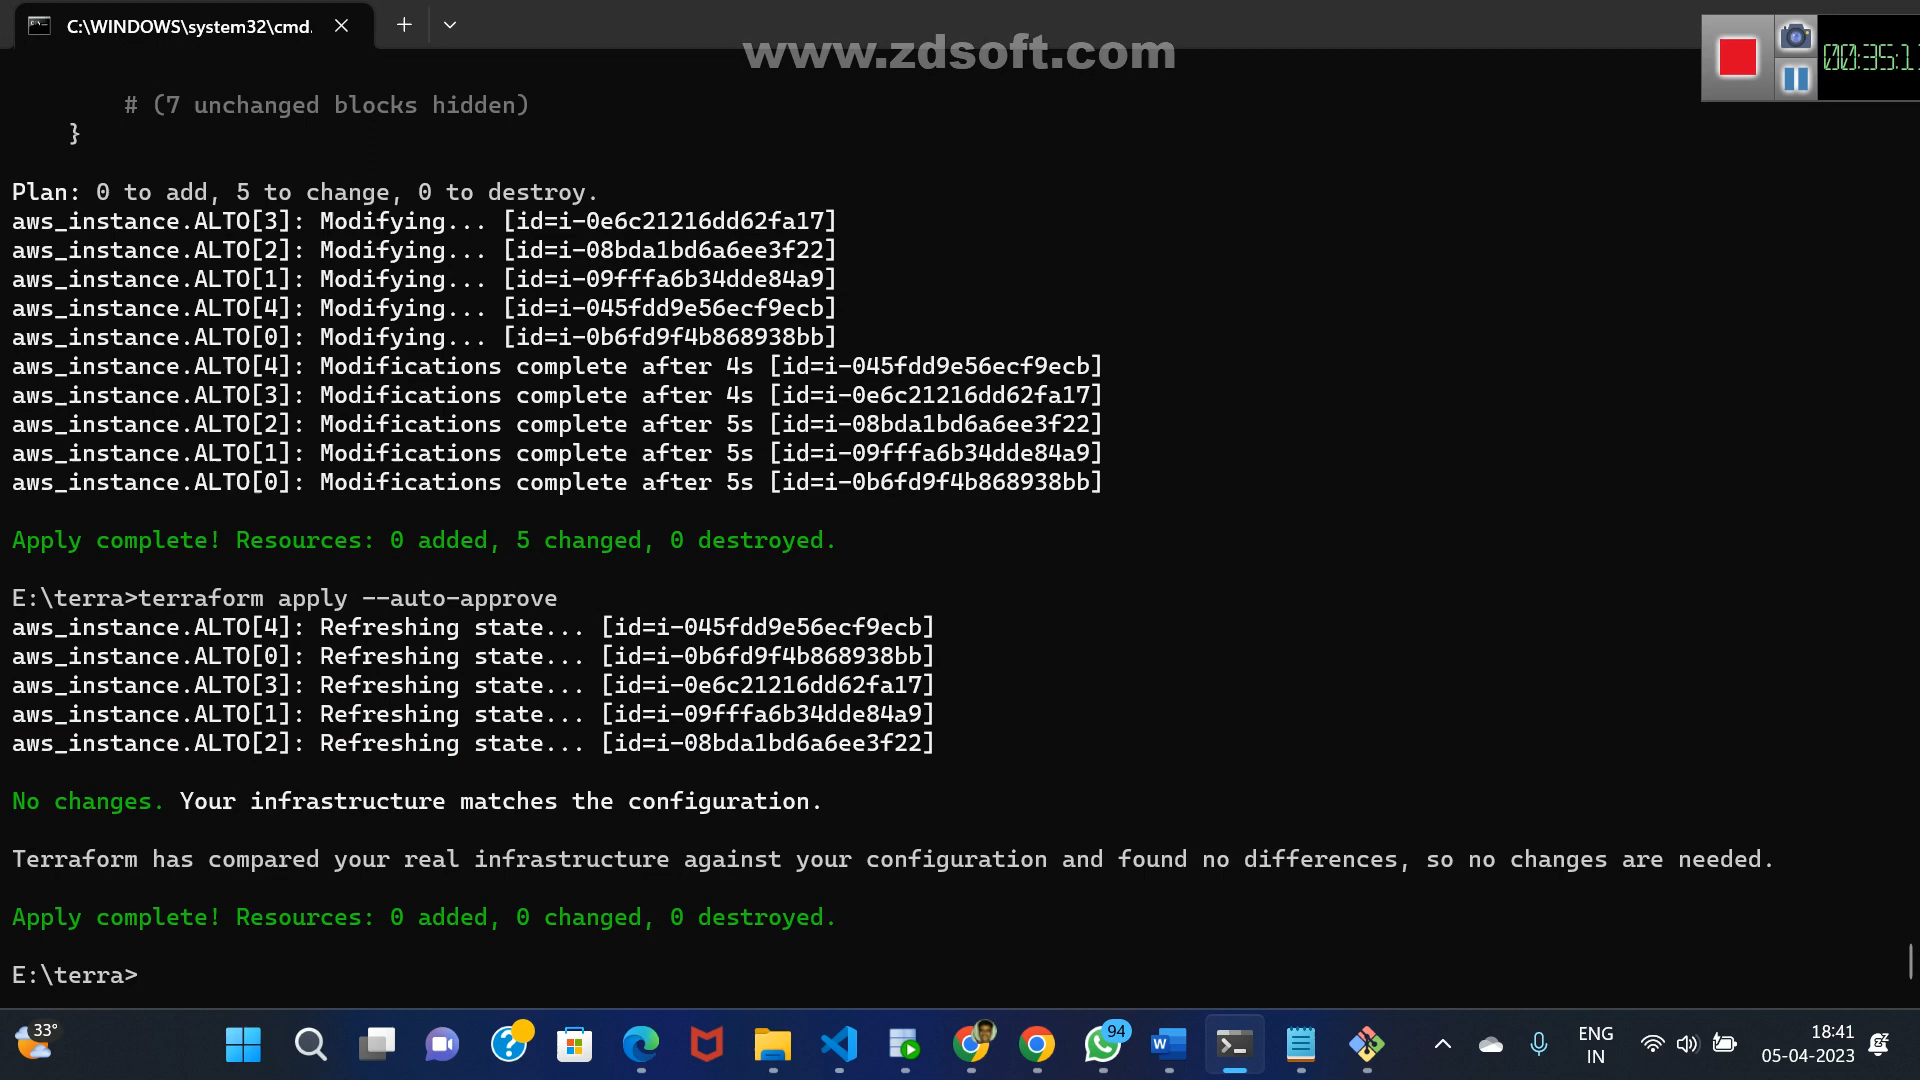 C:\WINDOWS\system32\cmd.
www.zdsoft.com
00:35:1
# (7 unchanged blocks hidden)
}
Plan: 0 to add, 5 to change, 0 to destroy.
aws_instance.ALTO[3]: Modifying... [id=i-0e6c21216dd62fa17]
aws_instance.ALTO[2]: Modifying... [id=i-08bda1bd6a6ee3f22]
aws_instance.ALTO[1]: Modifying... [id=i-09fffa6b34dde84a9]
aws_instance.ALTO[4]: Modifying... [id=i-045fdd9e56ecf9ecb]
aws_instance.ALTO[0]: Modifying... [id=i-0b6fd9f4b868938bb]
aws_instance.ALTO[4]: Modifications complete after 4s [id=i-045fdd9e56ecf9ecb]
aws_instance.ALTO[3]: Modifications complete after 4s [id=i-0e6c21216dd62fa17]
aws_instance.ALTO[2]: Modifications complete after 5s [id=i-08bda1bd6a6ee3f22]
aws_instance.ALTO[1]: Modifications complete after 5s [id=i-09fffa6b34dde84a9]
aws_instance.ALTO[0]: Modifications complete after 5s [id=i-0b6fd9f4b868938bb]
Apply complete! Resources: 0 added, 5 changed, 0 destroyed.
E:\terra>terraform apply --auto-approve
aws_instance.ALTO[4]: Refreshing state... [id=i-045fdd9e56ecf9ecb]
aws_instance.ALTO[0]: Refreshing state... [id=i-0b6fd9f4b868938bb]
aws_instance.ALTO[3]: Refreshing state... [id=i-0e6c21216dd62fa17]
aws_instance.ALTO[1]: Refreshing state... [id=i-09fffa6b34dde84a9]
aws_instance.ALTO[2]: Refreshing state... [id=i-08bda1bd6a6ee3f22]
No changes. Your infrastructure matches the configuration.
Terraform has compared your real infrastructure against your configuration and found no differences, so no changes are needed.
Apply complete! Resources: 0 added, 0 changed, 0 destroyed.
E:\terra>
33°
94
ENG
IN
18:41
05-04-2023